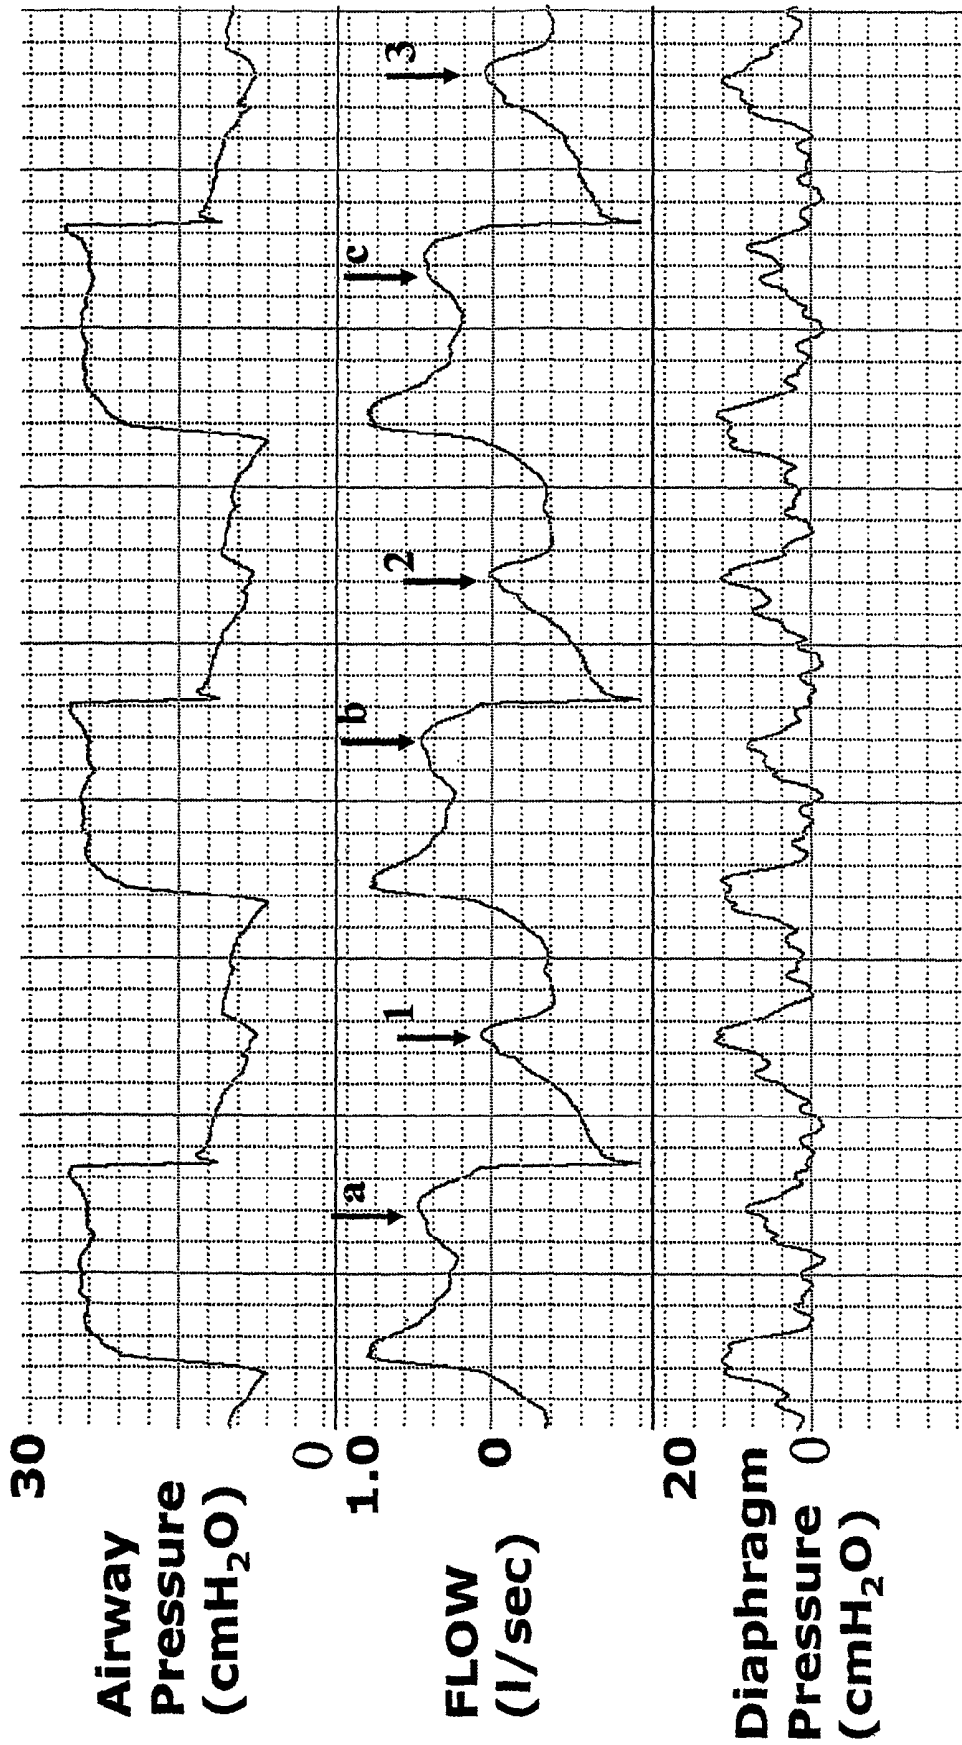 30
0
Airway
Pressure
(cmH₂O)
1.0
0
FLOW
(l/sec)
a
1
b
2
c
3
20
0
Diaphragm
Pressure
(cmH₂O)